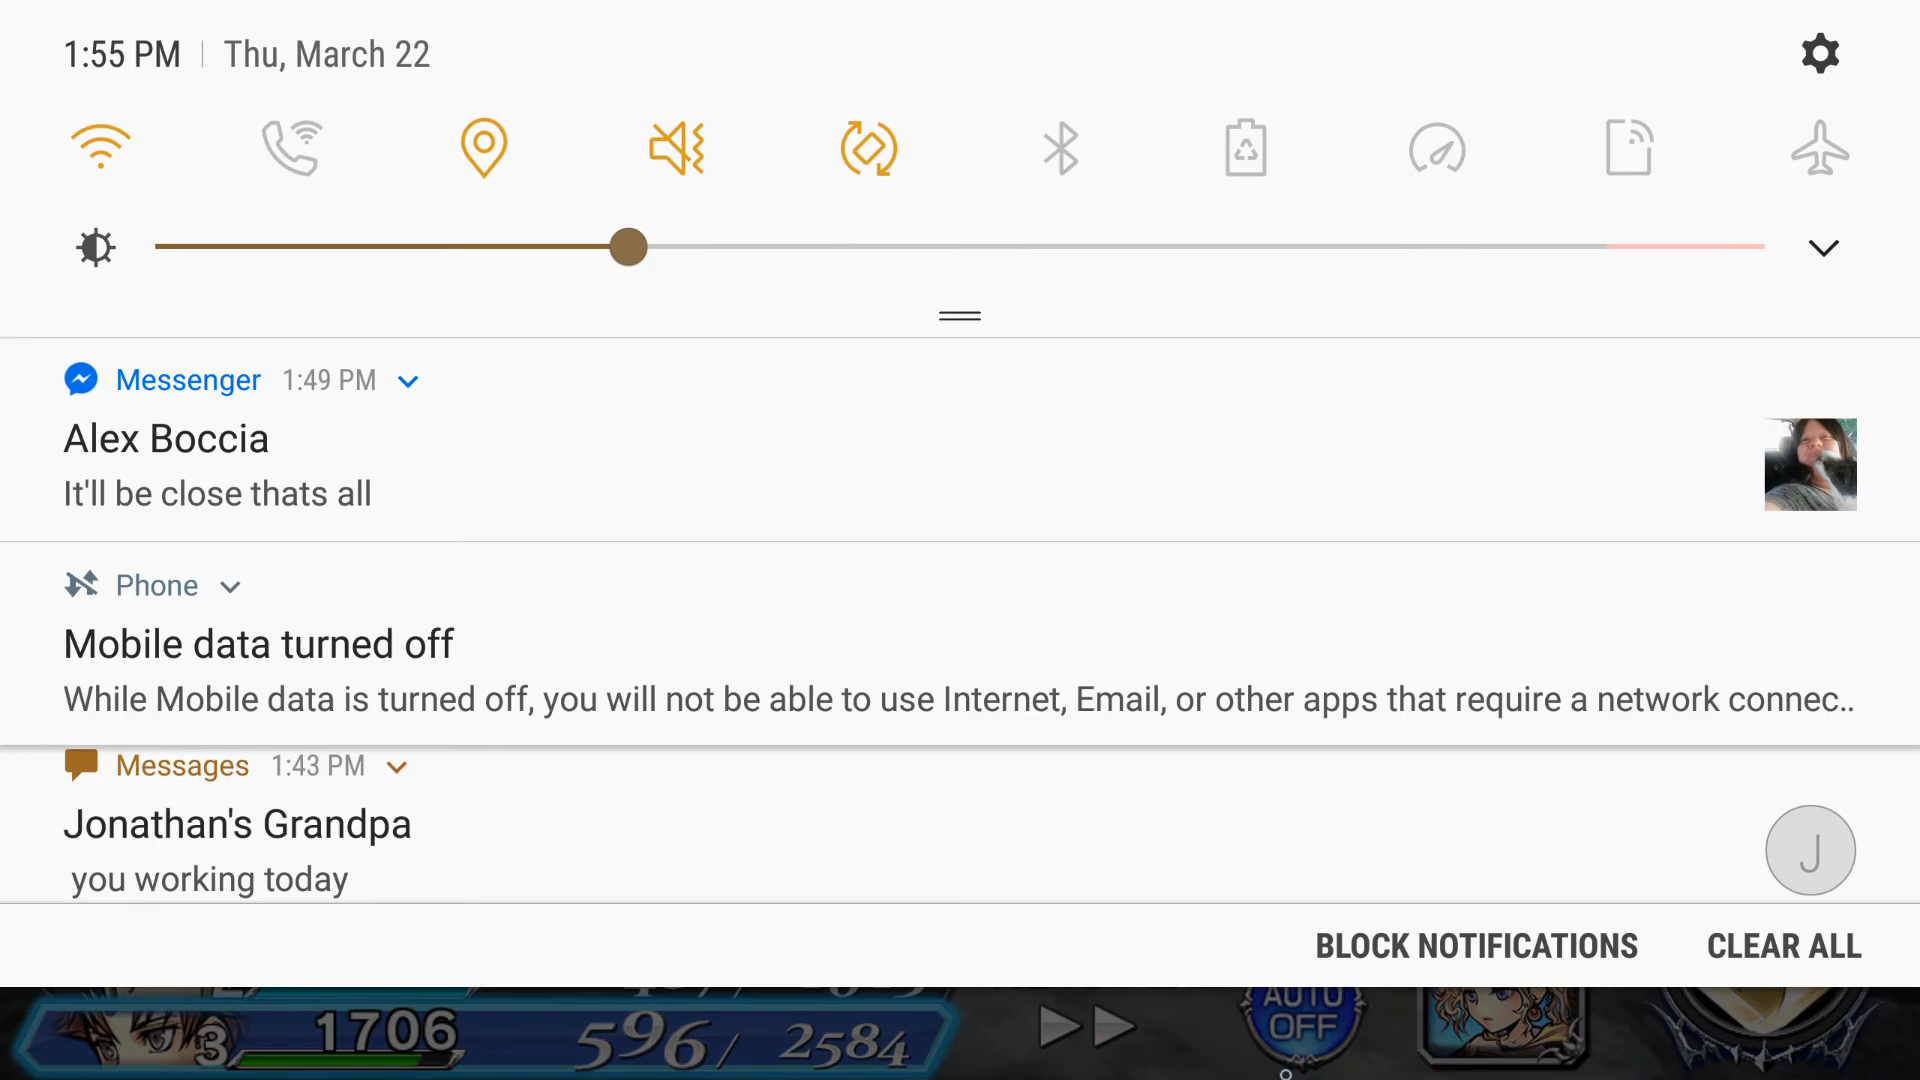 1:55 PM Thu, March 22
Messenger 1:49 PM
Alex Boccia
It'll be close thats all
Phone
Mobile data turned off
While Mobile data is turned off, you will not be able to use Internet, Email, or other apps that require a network connec..
Messages 1:43 PM
Jonathan's Grandpa
J
you working today
BLOCK NOTIFICATIONS CLEAR ALL
3 1706 596 / 2584
AUTO
OFF